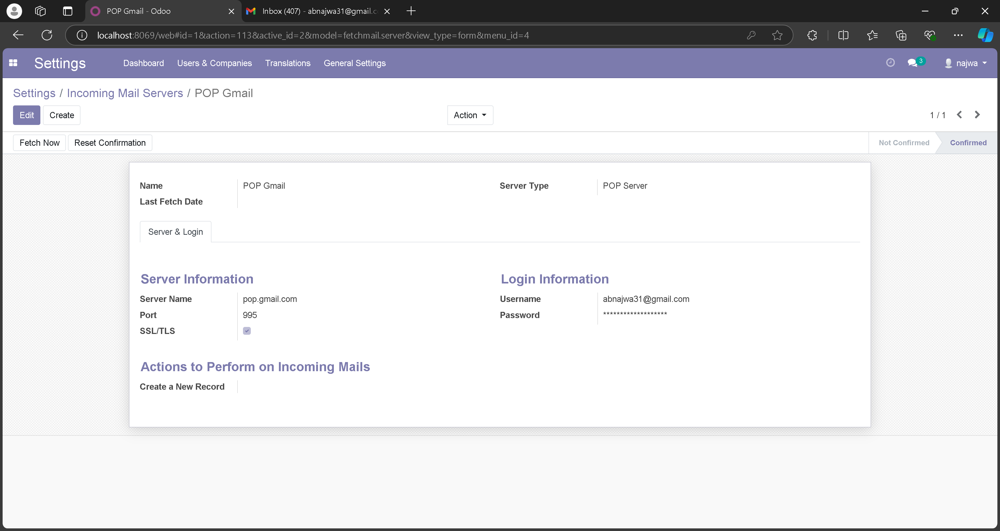 POP Gmail - Odoo
Inbox (407) - abnajwa31@gmail.c
localhost:8069/web#id=1&action=113&active_id=2&model=fetchmail.server&view_type=form&menu_id=4
Settings Dashboard Users & Companies Translations General Settings 3 najwa
Settings / Incoming Mail Servers / POP Gmail
Edit Create Action 1 / 1
Fetch Now Reset Confirmation Not Confirmed Confirmed
Name POP Gmail Server Type POP Server
Last Fetch Date
Server & Login
Server Information Login Information
Server Name pop.gmail.com Username abnajwa31@gmail.com
Port 995 Password *******************
SSL/TLS
Actions to Perform on Incoming Mails
Create a New Record